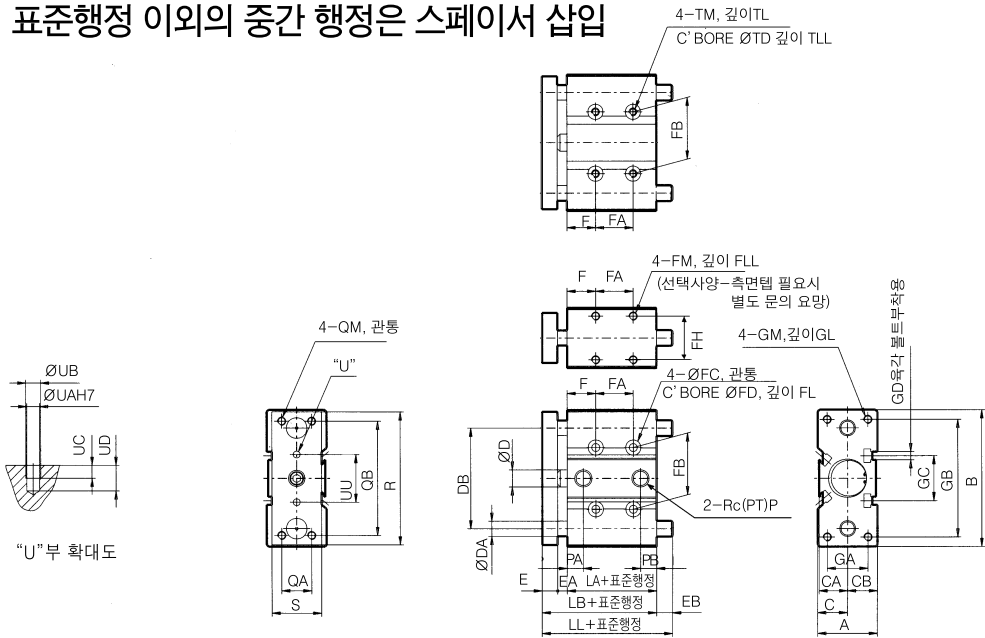 표준행정 이외의 중간 행정은 스페이서 삽입
4-TM, 깊이TL
C'BORE ØTD 깊이 TLL
FB
F
FA
4-FM, 깊이 FLL
(선택사양-측면텝 필요시
별도 문의 요망)
F
FA
FH
4-QM, 관통
"U"
4-GM,깊이GL
GD육각 볼트부착용
4-ØFC, 관통
C'BORE ØFD, 깊이 FL
F
FA
ØUB
ØUAH7
UC
UD
"U"부 확대도
UU
QB
R
QA
S
DB
ØD
ØDA
FB
2-Rc(PT)P
PA
PB
E
EA
LA+표준행정
LB+표준행정
EB
LL+표준행정
GC
GB
B
GA
CA
CB
C
A